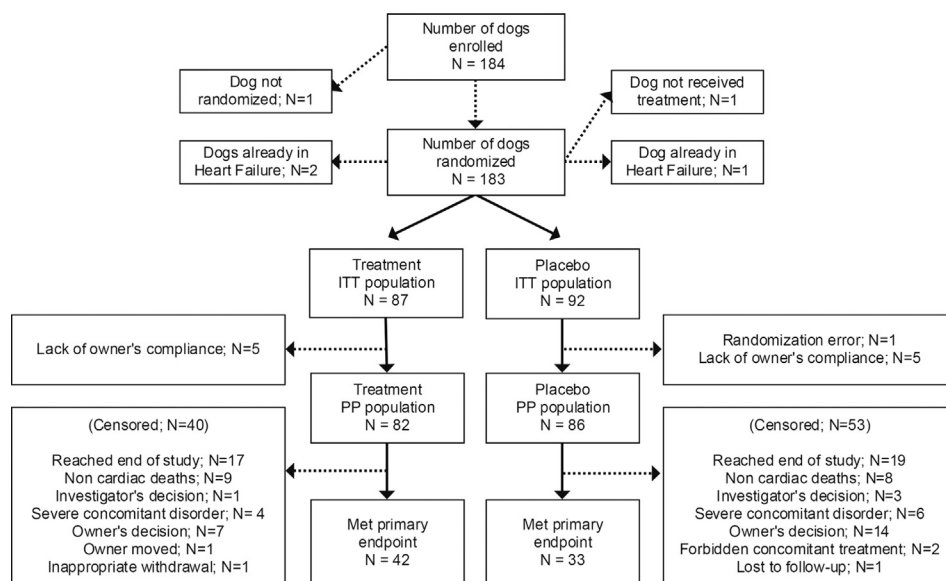 Number of dogs
enrolled
N = 184
Dog not
randomized; N=1
Dog not received
treatment; N=1
Number of dogs
randomized
N = 183
Dogs already in
Heart Failure; N=2
Dog already in
Heart Failure; N=1
Treatment
ITT population
N = 87
Placebo
ITT population
N = 92
Lack of owner's compliance; N=5
Randomization error; N=1
Lack of owner's compliance; N=5
Treatment
PP population
N = 82
Placebo
PP population
N = 86
(Censored; N=40)
Reached end of study; N=17
Non cardiac deaths; N=9
Investigator's decision; N=1
Severe concomitant disorder; N= 4
Owner's decision; N=7
Owner moved; N=1
Inappropriate withdrawal; N=1
(Censored; N=53)
Reached end of study; N=19
Non cardiac deaths; N=8
Investigator's decision; N=3
Severe concomitant disorder; N=6
Owner's decision; N=14
Forbidden concomitant treatment; N=2
Lost to follow-up; N=1
Met primary
endpoint
N = 42
Met primary
endpoint
N = 33